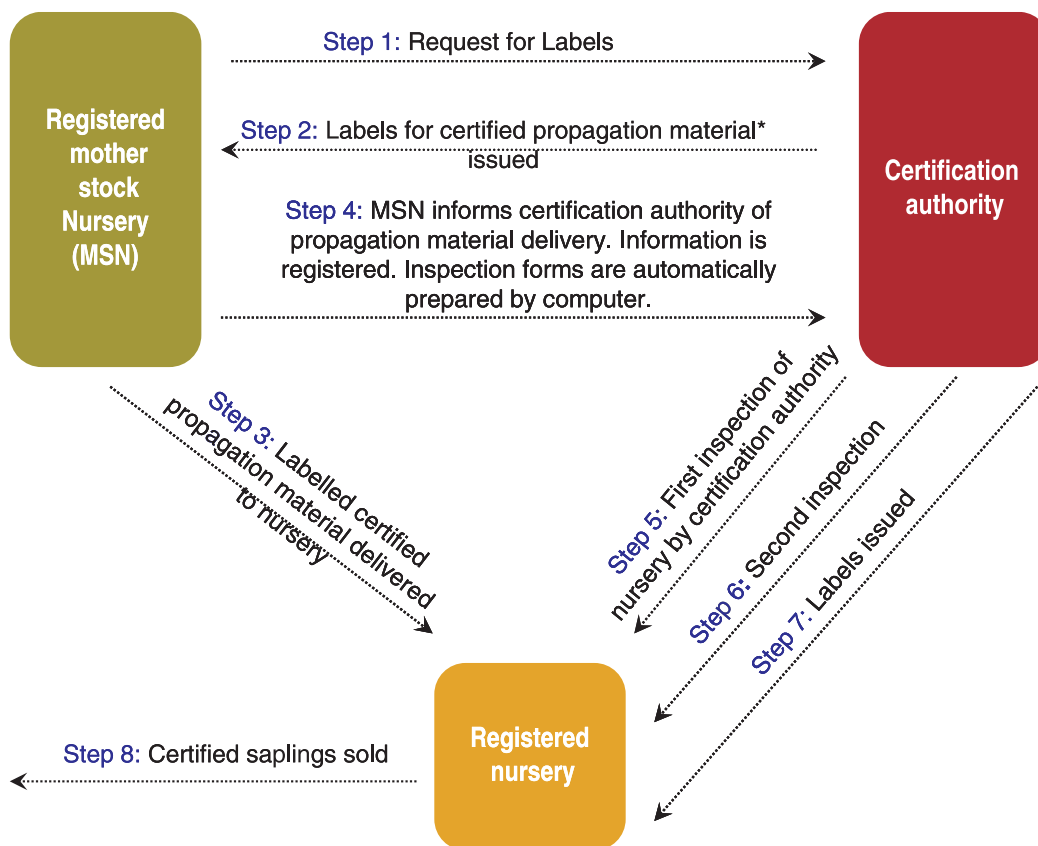 Step 1: Request for Labels
Registered
mother
stock
Nursery
(MSN)
Step 2: Labels for certified propagation material*
issued
Certification
authority
Step 4: MSN informs certification authority of
propagation material delivery. Information is
registered. Inspection forms are automatically
prepared by computer.
Step 3: Labelled certified
propagation material delivered
to nursery
Step 5: First inspection of
nursery by certification authority
Step 6: Second inspection
Step 7: Labels issued
Registered
nursery
Step 8: Certified saplings sold